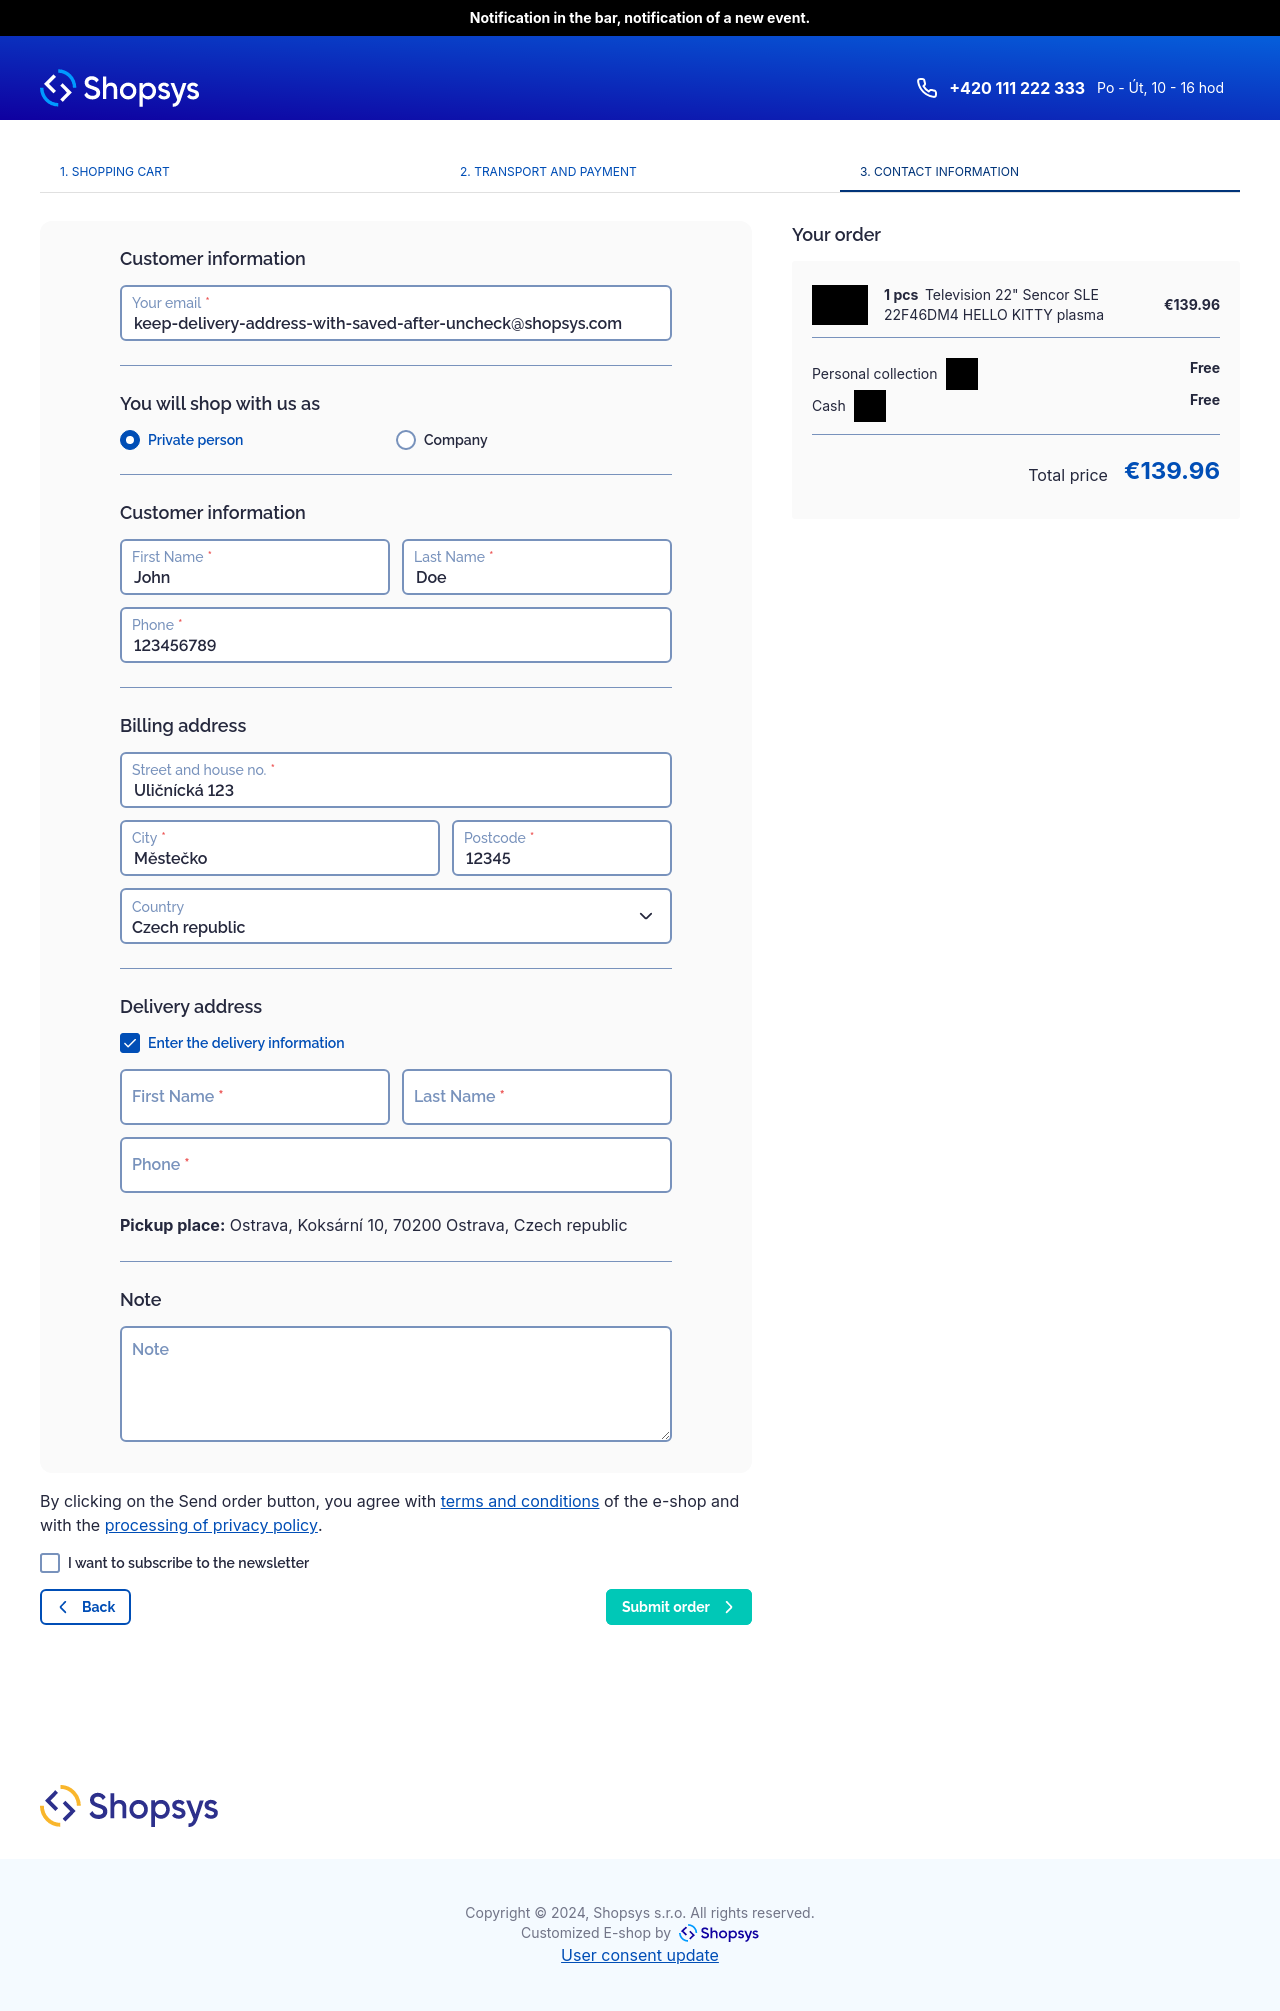 Notification in the bar, notification of a new event.
Shopsys
+420 111 222 333 Po - Út, 10 - 16 hod
1. SHOPPING CART
2. TRANSPORT AND PAYMENT
3. CONTACT INFORMATION
Customer information
Your email *
keep-delivery-address-with-saved-after-uncheck@shopsys.com
You will shop with us as
Private person
Company
Customer information
First Name *
John
Last Name *
Doe
Phone *
123456789
Billing address
Street and house no. *
Uličnícká 123
City *
Městečko
Postcode *
12345
Country
Czech republic
Delivery address
Enter the delivery information
First Name *
Last Name *
Phone *
Pickup place: Ostrava, Koksární 10, 70200 Ostrava, Czech republic
Note
Note
By clicking on the Send order button, you agree with terms and conditions of the e-shop and
with the processing of privacy policy.
I want to subscribe to the newsletter
Back
Submit order
Your order
1 pcs Television 22" Sencor SLE
22F46DM4 HELLO KITTY plasma
€139.96
Personal collection
Free
Cash
Free
Total price €139.96
Shopsys
Copyright © 2024, Shopsys s.r.o. All rights reserved.
Customized E-shop by Shopsys
User consent update